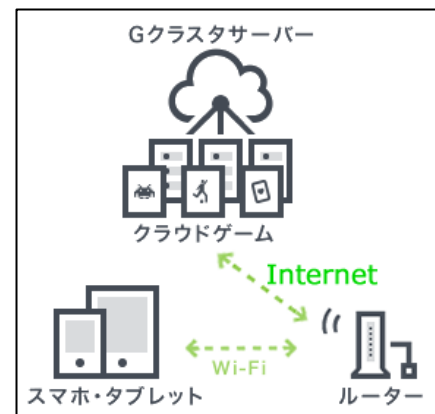 Gクラスタサーバー
クラウドゲーム
Internet
Wi-Fi
スマホ・タブレット
ルーター